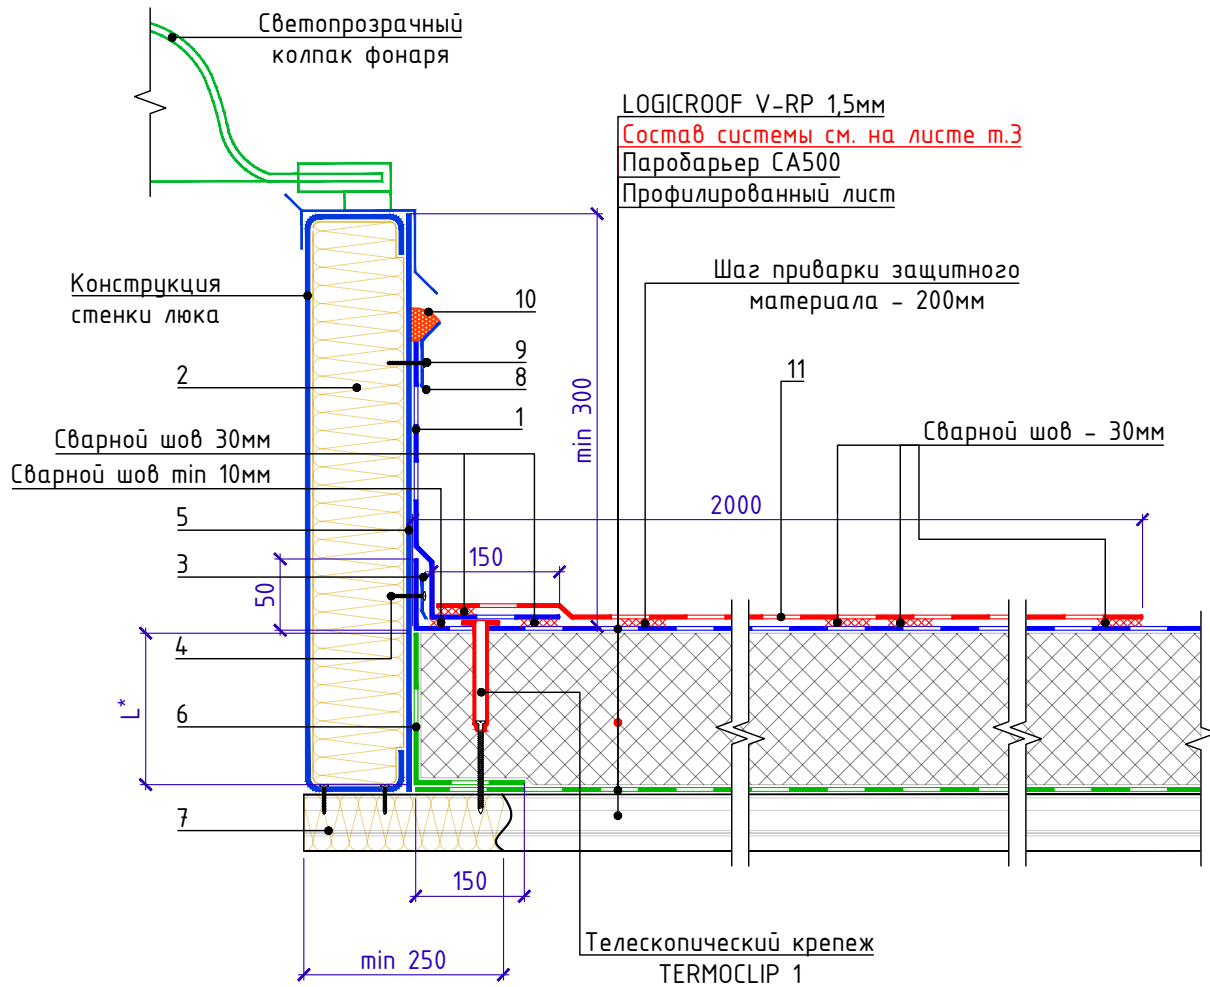 Светопрозрачный
колпак фонаря
LOGICROOF V-RP 1,5мм
Состав системы см. на листе т.3
Паробарьер СА500
Профилированный лист
Конструкция
стенки люка
Шаг приварки защитного
материала - 200мм
10
9
8
2
1
11
min 300
Сварной шов 30мм
Сварной шов min 10мм
Сварной шов - 30мм
2000
5
3
150
50
4
6
L*
7
150
min 250
Телескопический крепеж
TERMOCLIP 1